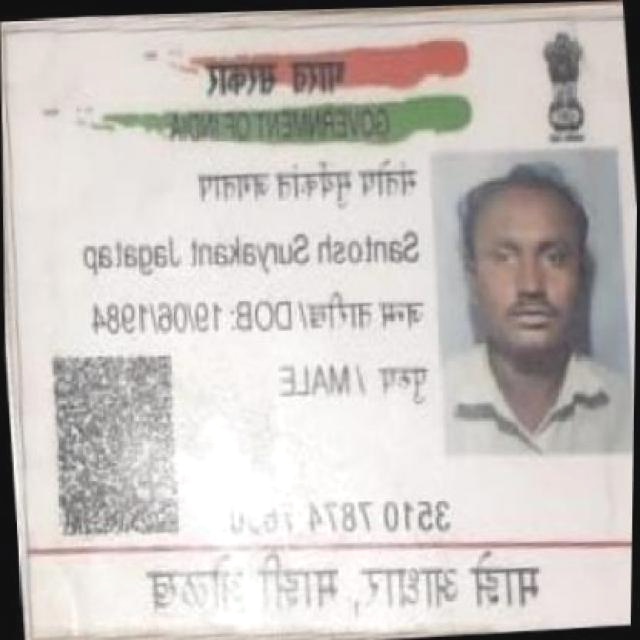 भारत सरकार
GOVERNMENT OF INDIA
संतोष सुर्यकांत जगताप
Santosh Suryakant Jagatap
जन्म तारीख/ DOB: 19/06/1984
पुरुष / MALE
3510 7874
माझे आधार, माझी ओळख